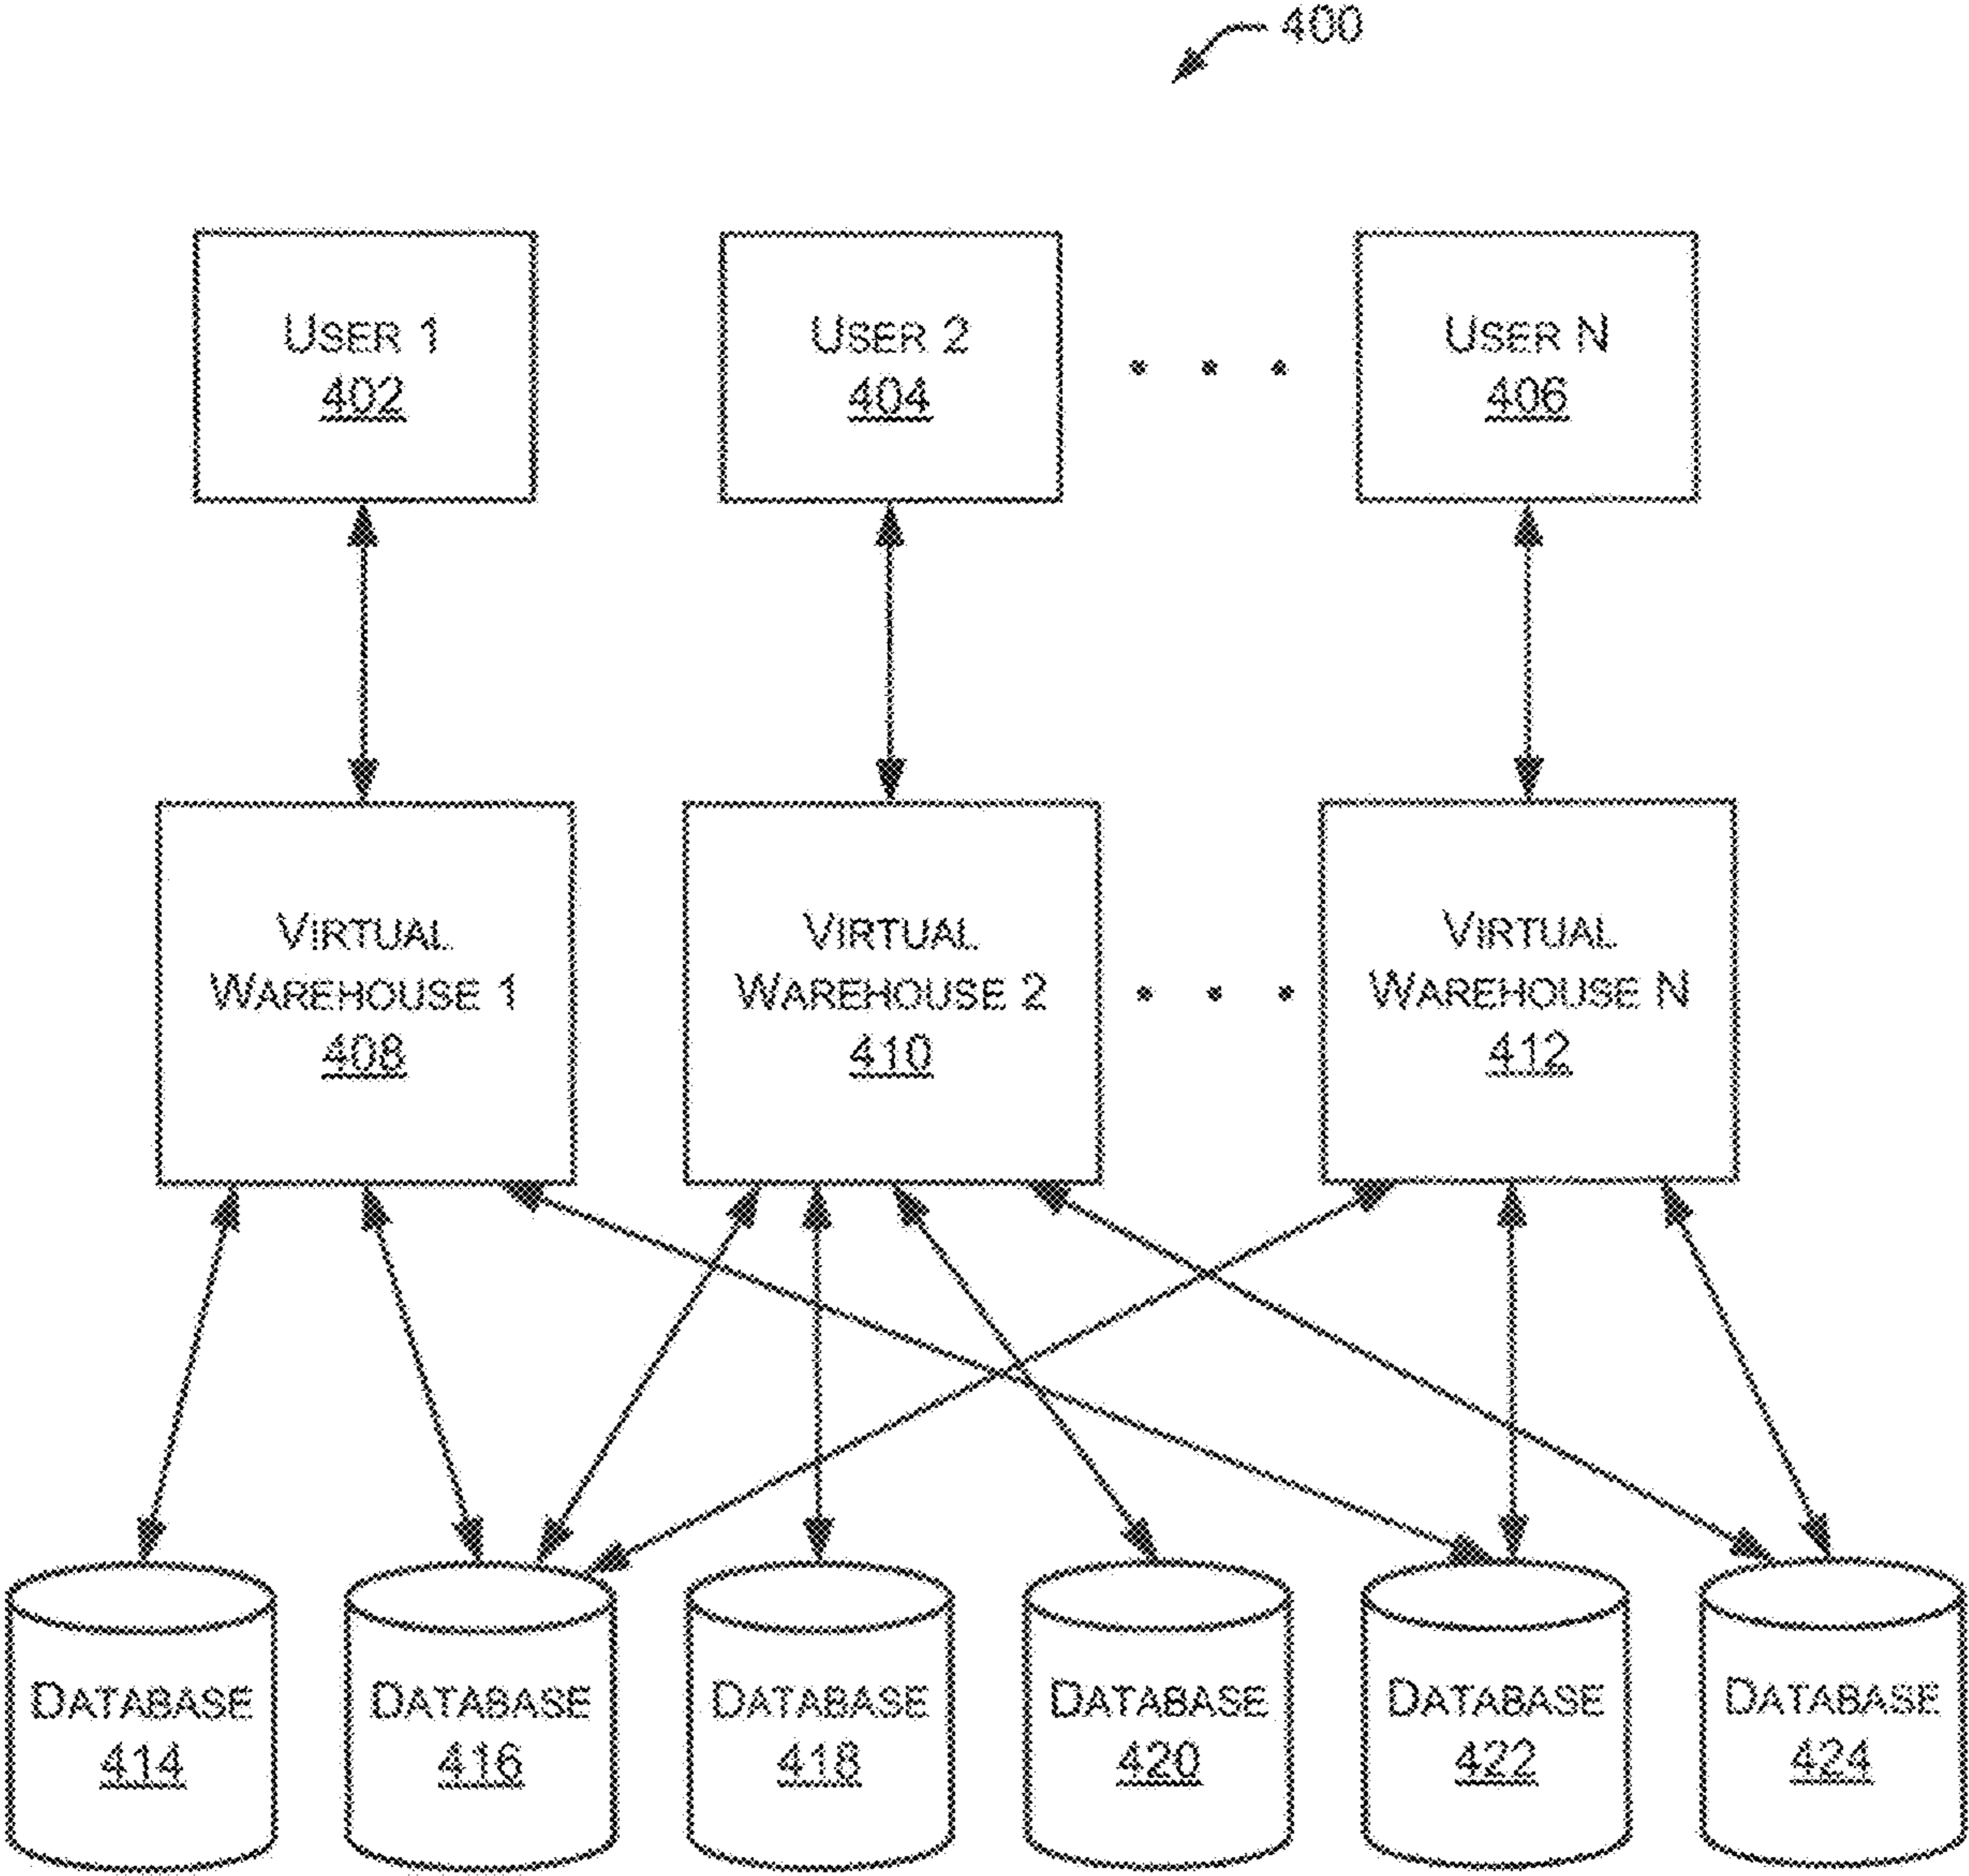 400
USER 1
402
USER 2
404
USER N
406
VIRTUAL
WAREHOUSE 1
408
VIRTUAL
WAREHOUSE 2
410
VIRTUAL
WAREHOUSE N
412
DATABASE
414
DATABASE
416
DATABASE
418
DATABASE
420
DATABASE
422
DATABASE
424